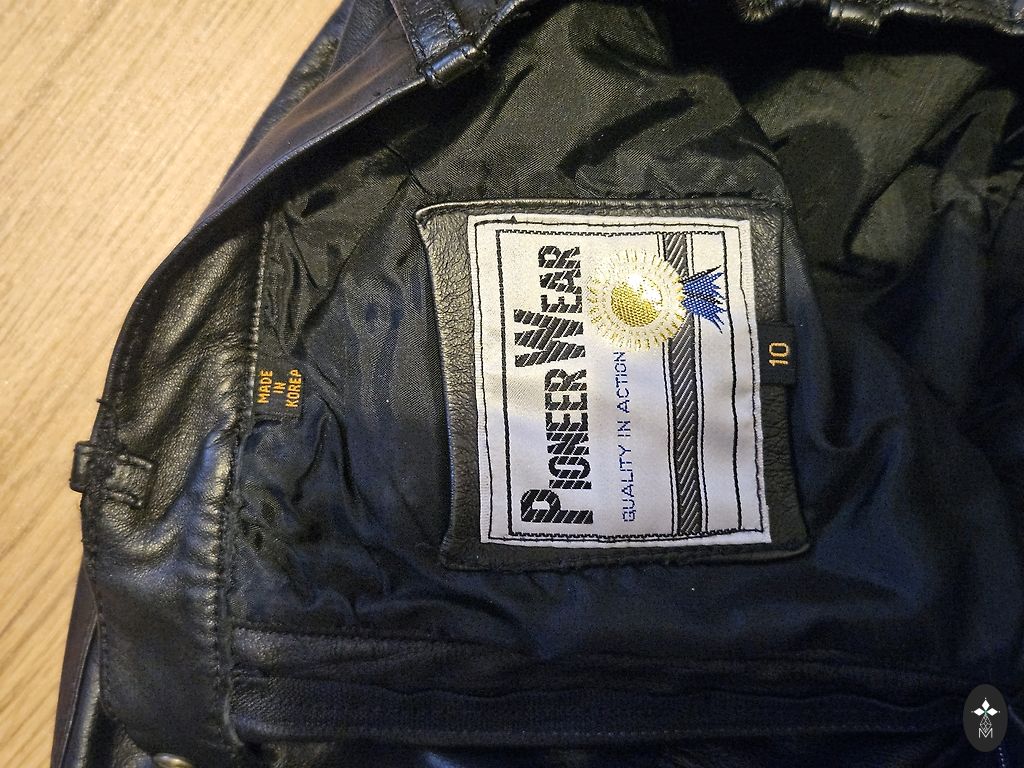 PIONEER WEAR
QUALITY IN ACTION
10
MADE
IN
KOREA